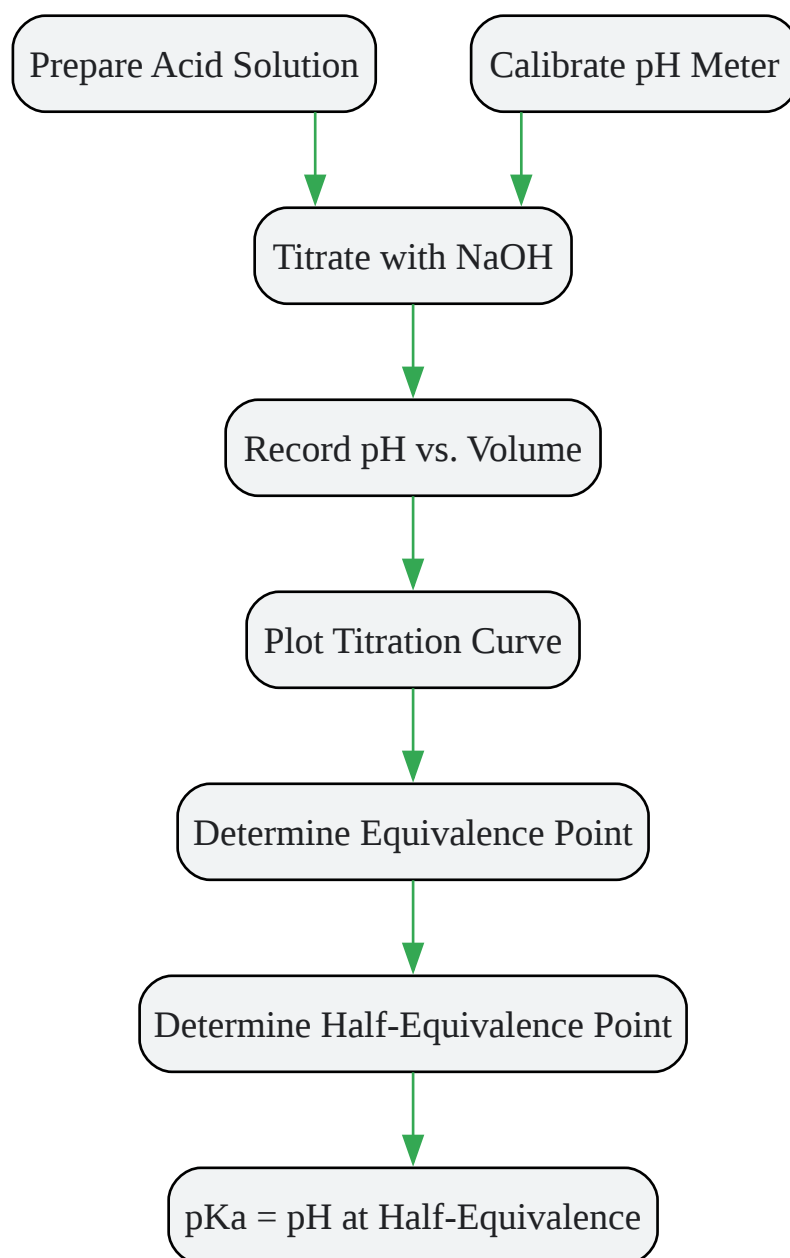 Prepare Acid Solution
Calibrate pH Meter
Titrate with NaOH
Record pH vs. Volume
Plot Titration Curve
Determine Equivalence Point
Determine Half-Equivalence Point
pKa = pH at Half-Equivalence